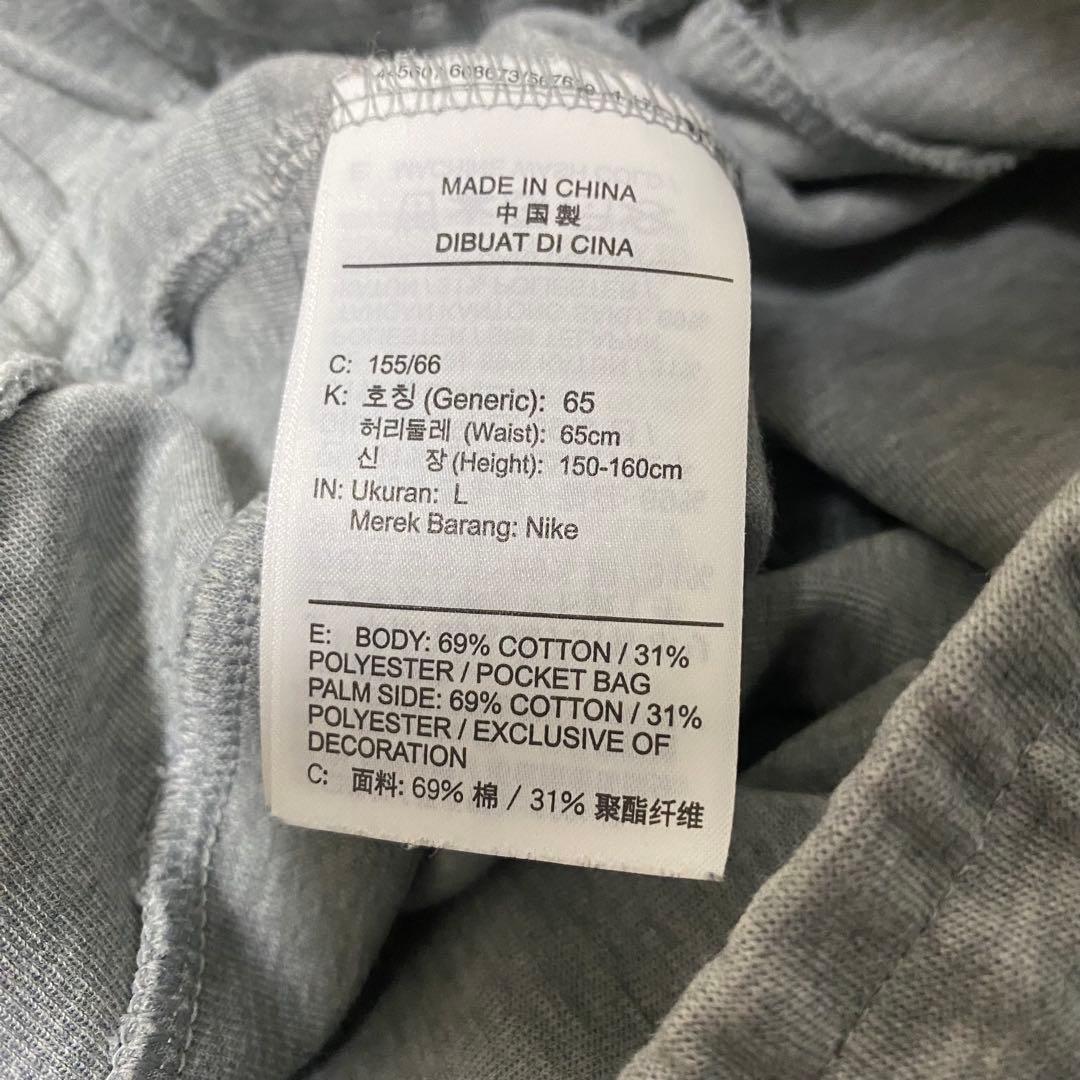 MADE IN CHINA
中国製
DIBUAT DI CINA
C: 155/66
K: 호칭 (Generic): 65
허리둘레 (Waist): 65cm
신 장 (Height): 150-160cm
IN: Ukuran: L
Merek Barang: Nike
E: BODY: 69% COTTON / 31%
POLYESTER / POCKET BAG
PALM SIDE: 69% COTTON / 31%
POLYESTER / EXCLUSIVE OF
DECORATION
C: 面料: 69% 棉 / 31% 聚酯纤维